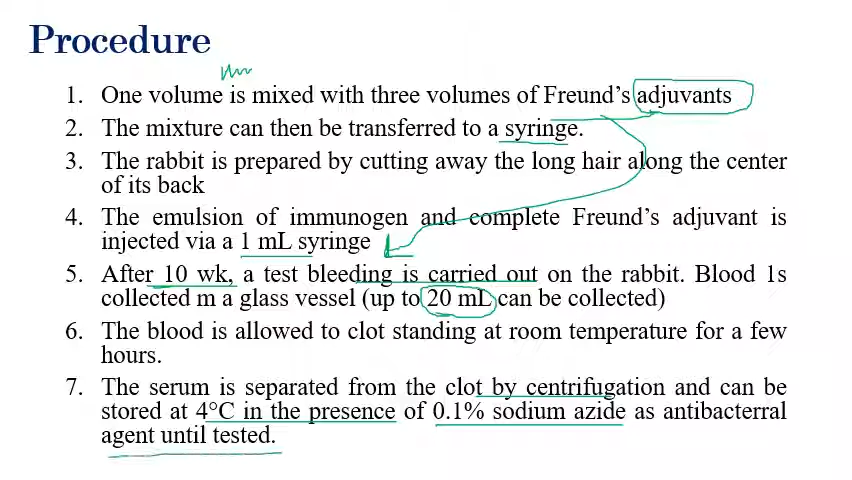 Procedure
1. One volume is mixed with three volumes of Freund's adjuvants
2. The mixture can then be transferred to a syringe.
3. The rabbit is prepared by cutting away the long hair along the center
of its back
4. The emulsion of immunogen and complete Freund's adjuvant is
injected via a 1 mL syringe
5. After 10 wk, a test bleeding is carried out on the rabbit. Blood 1s
collected m a glass vessel (up to 20 mL can be collected)
6. The blood is allowed to clot standing at room temperature for a few
hours.
7. The serum is separated from the clot by centrifugation and can be
stored at 4°C in the presence of 0.1% sodium azide as antibacterral
agent until tested.